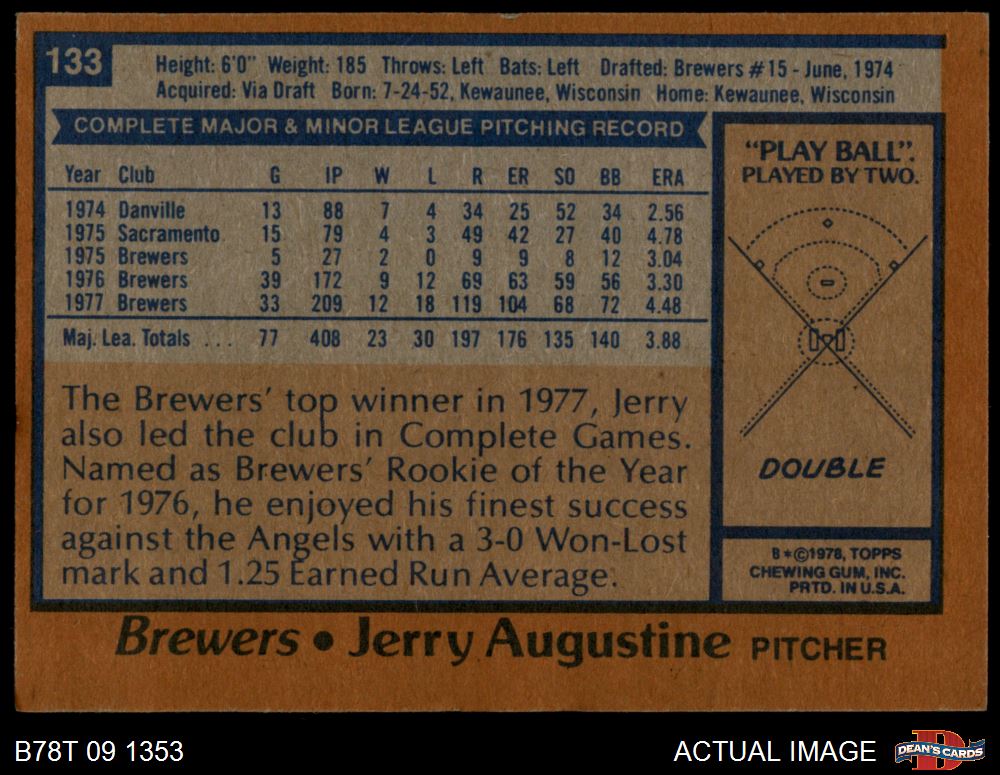 133
Height: 6'0" Weight: 185 Throws: Left Bats: Left Drafted: Brewers #15 - June, 1974
Acquired: Via Draft Born: 7-24-52, Kewaunee, Wisconsin Home: Kewaunee, Wisconsin
COMPLETE MAJOR & MINOR LEAGUE PITCHING RECORD
Year Club G IP W L R ER SO BB ERA
1974 Danville 13 88 7 4 34 25 52 34 2.56
1975 Sacramento 15 79 4 3 49 42 27 40 4.78
1975 Brewers 5 27 2 0 9 9 8 12 3.04
1976 Brewers 39 172 9 12 69 63 59 56 3.30
1977 Brewers 33 209 12 18 119 104 68 72 4.48
Maj. Lea. Totals ... 77 408 23 30 197 176 135 140 3.88
The Brewers' top winner in 1977, Jerry
also led the club in Complete Games.
Named as Brewers' Rookie of the Year
for 1976, he enjoyed his finest success
against the Angels with a 3-0 Won-Lost
mark and 1.25 Earned Run Average.
"PLAY BALL".
PLAYED BY TWO.
DOUBLE
B*©1978, TOPPS
CHEWING GUM, INC.
PRTD. IN U.S.A.
Brewers • Jerry Augustine PITCHER
B78T 09 1353
ACTUAL IMAGE
D
DEAN'S CARDS